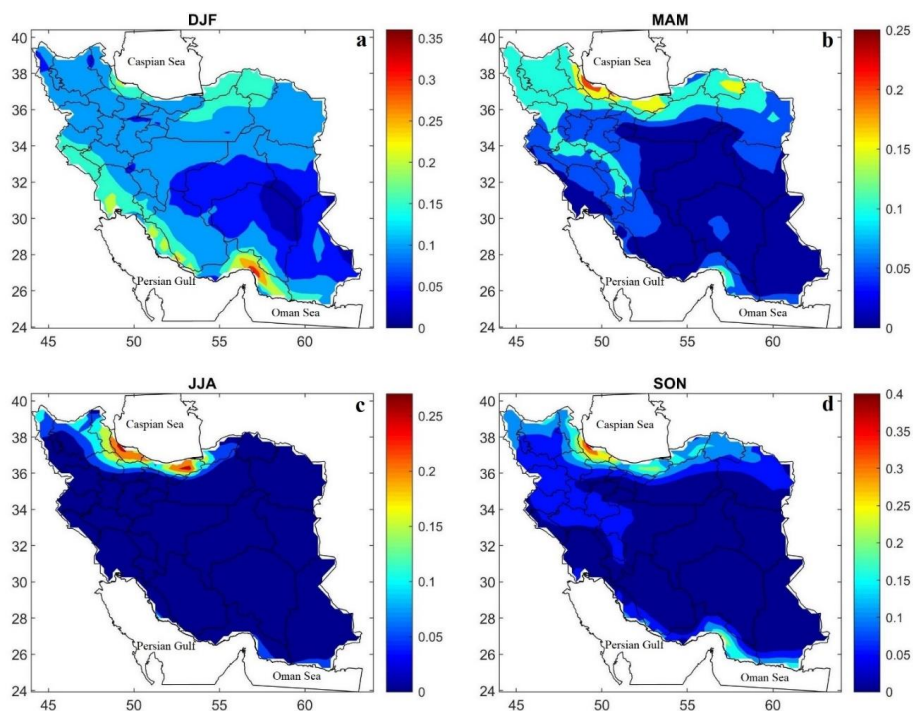 DJF
a
40
38
36
34
32
30
28
26
24
Caspian Sea
Persian Gulf
Oman Sea
45 50 55 60
0.35
0.3
0.25
0.2
0.15
0.1
0.05
0
MAM
b
40
38
36
34
32
30
28
26
24
Caspian Sea
Persian Gulf
Oman Sea
45 50 55 60
0.25
0.2
0.15
0.1
0.05
0
JJA
c
40
38
36
34
32
30
28
26
24
Caspian Sea
Persian Gulf
Oman Sea
45 50 55 60
0.25
0.2
0.15
0.1
0.05
0
SON
d
40
38
36
34
32
30
28
26
24
Caspian Sea
Persian Gulf
Oman Sea
45 50 55 60
0.4
0.35
0.3
0.25
0.2
0.15
0.1
0.05
0